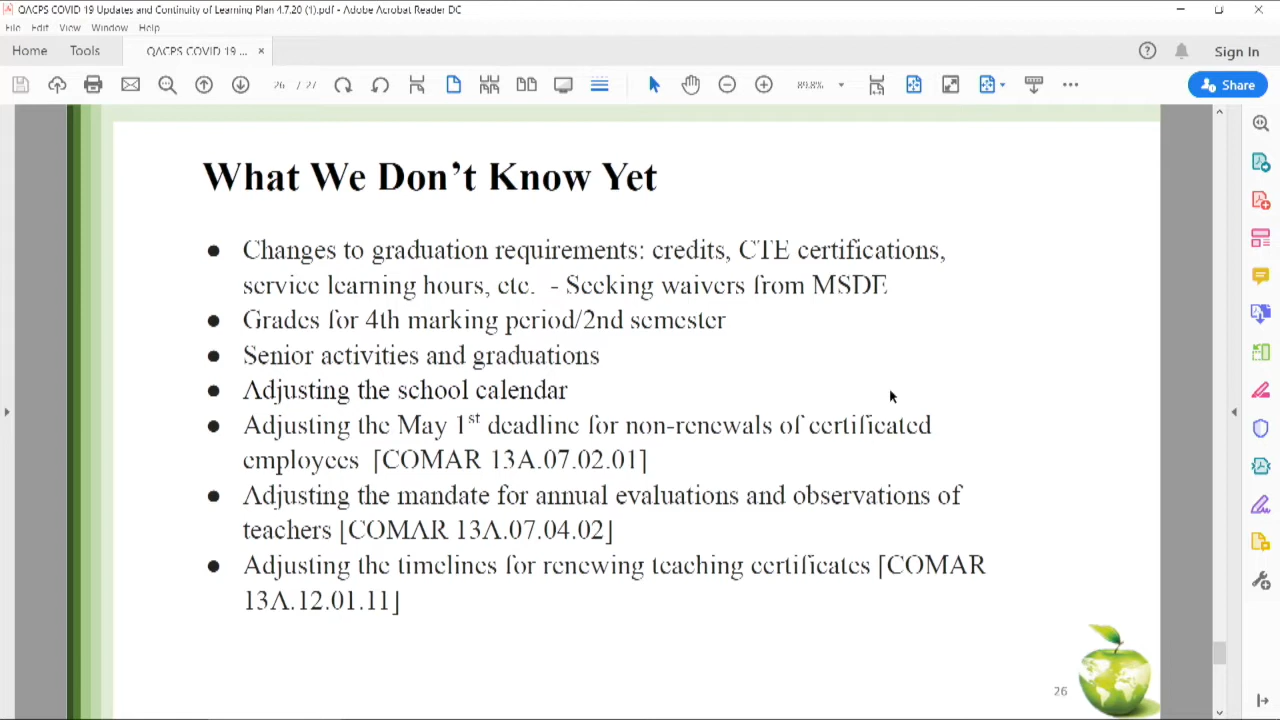 QACPS COVID 19 Updates and Continuity of Learning Plan 4.7.20 (1).pdf - Adobe Acrobat Reader DC
File Edit View Window Help
Home Tools QACPS COVID 19 ... × Sign In
26 / 27 89.8% Share
What We Don't Know Yet
● Changes to graduation requirements: credits, CTE certifications,
service learning hours, etc. - Seeking waivers from MSDE
● Grades for 4th marking period/2nd semester
● Senior activities and graduations
● Adjusting the school calendar
● Adjusting the May 1st deadline for non-renewals of certificated
employees [COMAR 13A.07.02.01]
● Adjusting the mandate for annual evaluations and observations of
teachers [COMAR 13A.07.04.02]
● Adjusting the timelines for renewing teaching certificates [COMAR
13A.12.01.11]
26